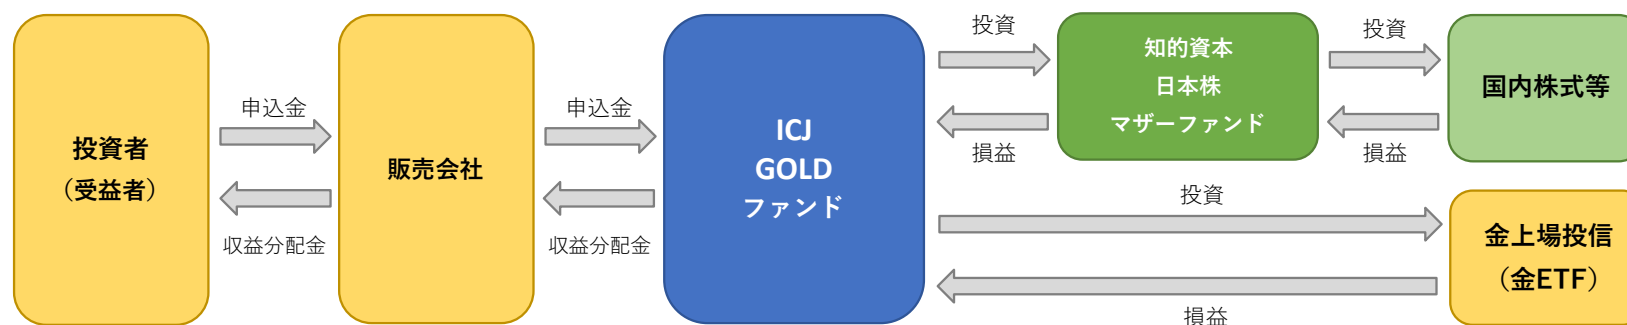 投資者
（受益者）
申込金
収益分配金
販売会社
申込金
収益分配金
ICJ
GOLD
ファンド
投資
損益
知的資本
日本株
マザーファンド
投資
損益
国内株式等
投資
損益
金上場投信
（金ETF）